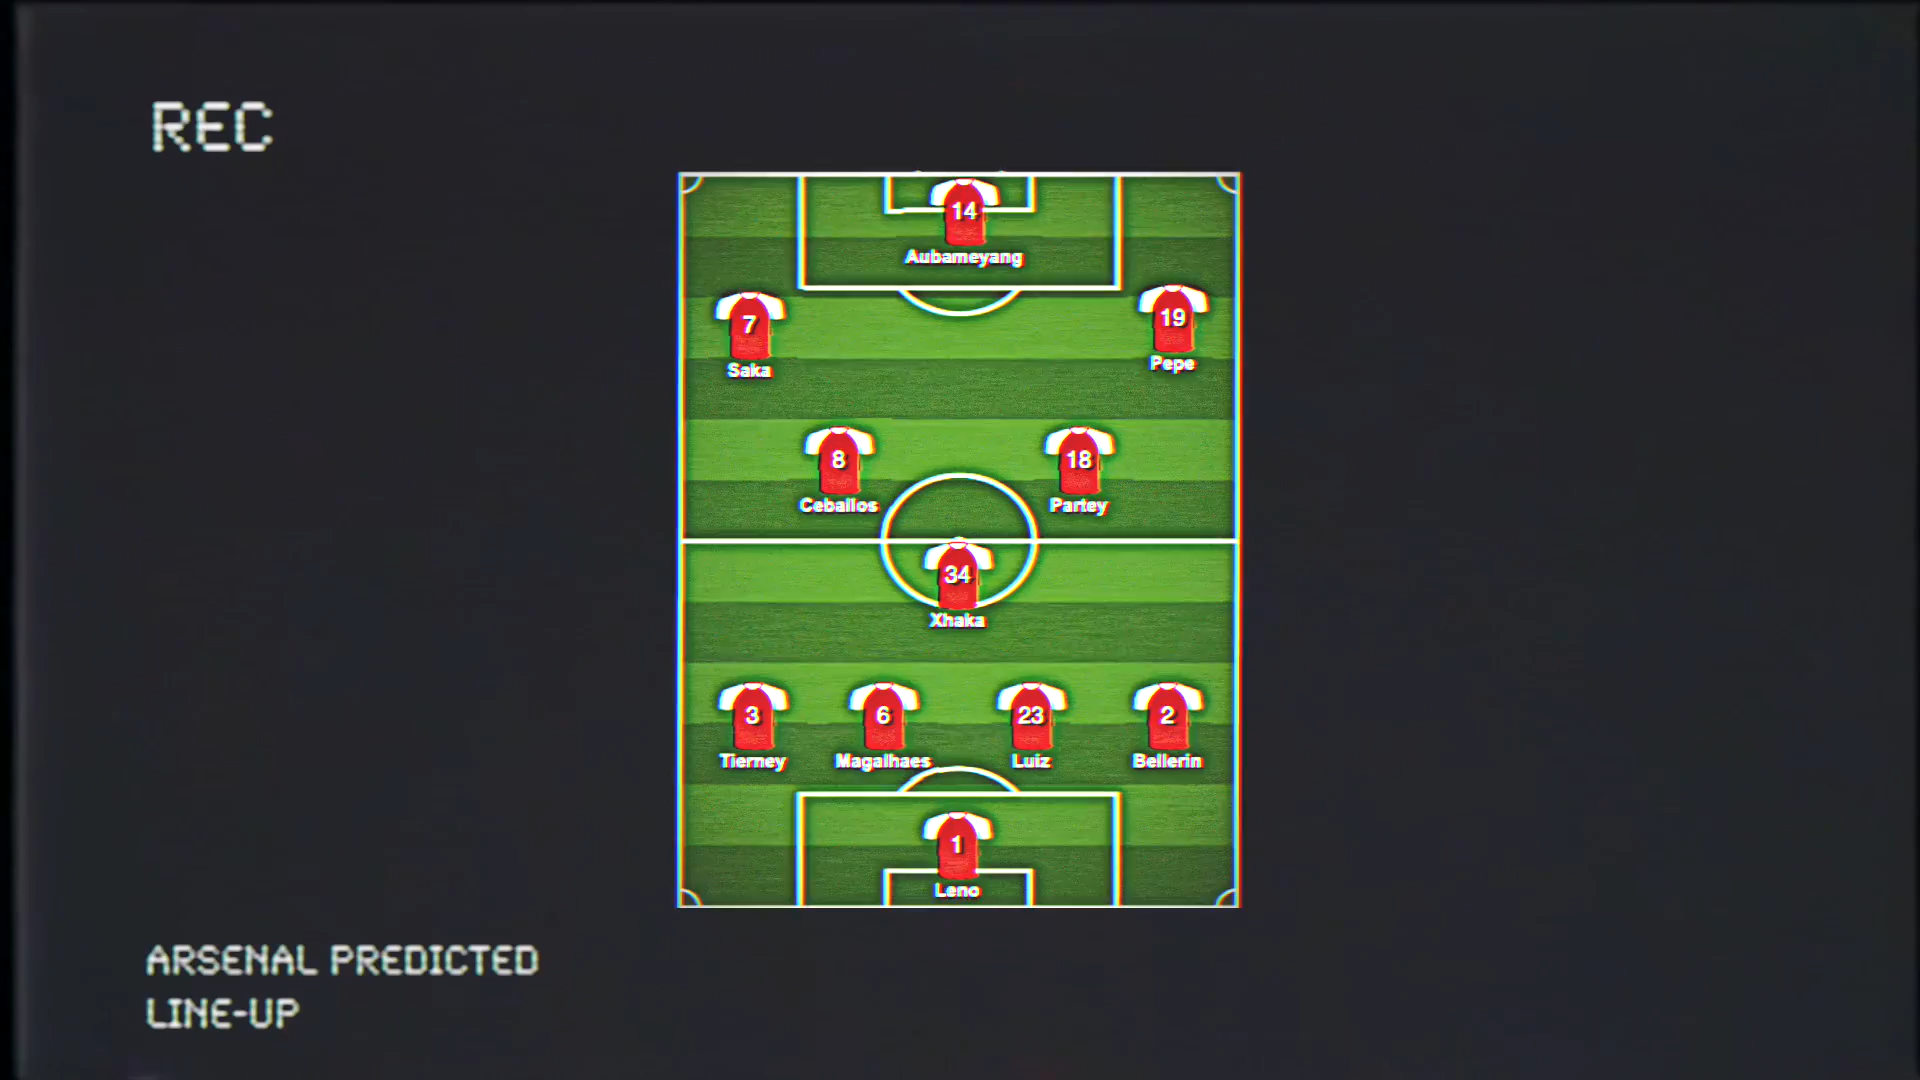 REC
14
Aubameyang
7
Saka
19
Pepe
8
Ceballos
18
Partey
34
Xhaka
3
Tierney
6
Magalhaes
23
Luiz
2
Bellerin
1
Leno
ARSENAL PREDICTED
LINE-UP